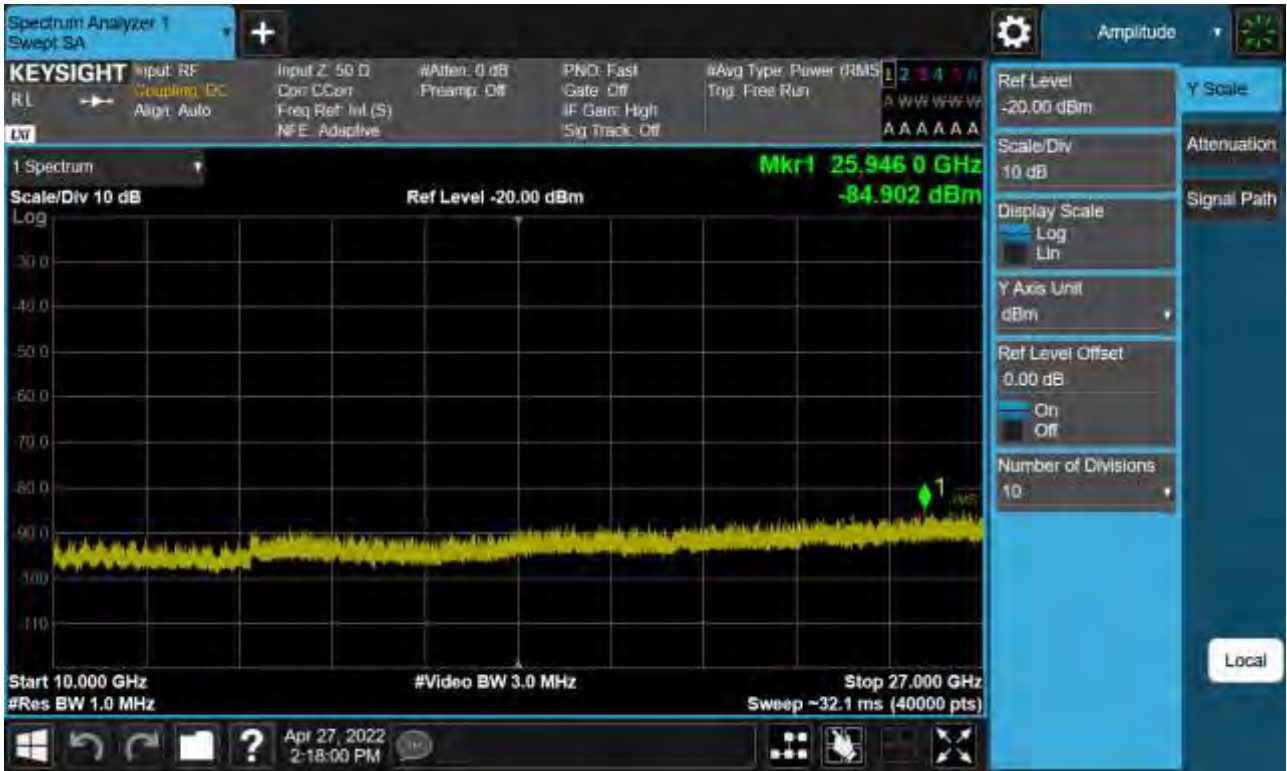 Spectrum Analyzer 1
Swept SA
Amplitude
KEYSIGHT
RL
Input: RF
Coupling: DC
Align: Auto
Input Z: 50 Ω
Corr CCorr
Freq Ref: Int (S)
NFE: Adaptive
#Atten: 0 dB
Preamp: Off
PNO: Fast
Gate: Off
IF Gain: High
Sig Track: Off
#Avg Type: Power (RMS
Trig: Free Run
1 2 3 4 5 6
A W W W W W
A A A A A A
1 Spectrum
Scale/Div 10 dB
Ref Level -20.00 dBm
Mkr1 25.946 0 GHz
-84.902 dBm
Log
-30.0
-40.0
-50.0
-60.0
-70.0
-80.0
-90.0
-100
-110
1
Start 10.000 GHz
#Res BW 1.0 MHz
#Video BW 3.0 MHz
Stop 27.000 GHz
Sweep ~32.1 ms (40000 pts)
Ref Level
-20.00 dBm
Scale/Div
10 dB
Display Scale
Log
Lin
Y Axis Unit
dBm
Ref Level Offset
0.00 dB
On
Off
Number of Divisions
10
Y Scale
Attenuation
Signal Path
Local
?
Apr 27, 2022
2:18:00 PM